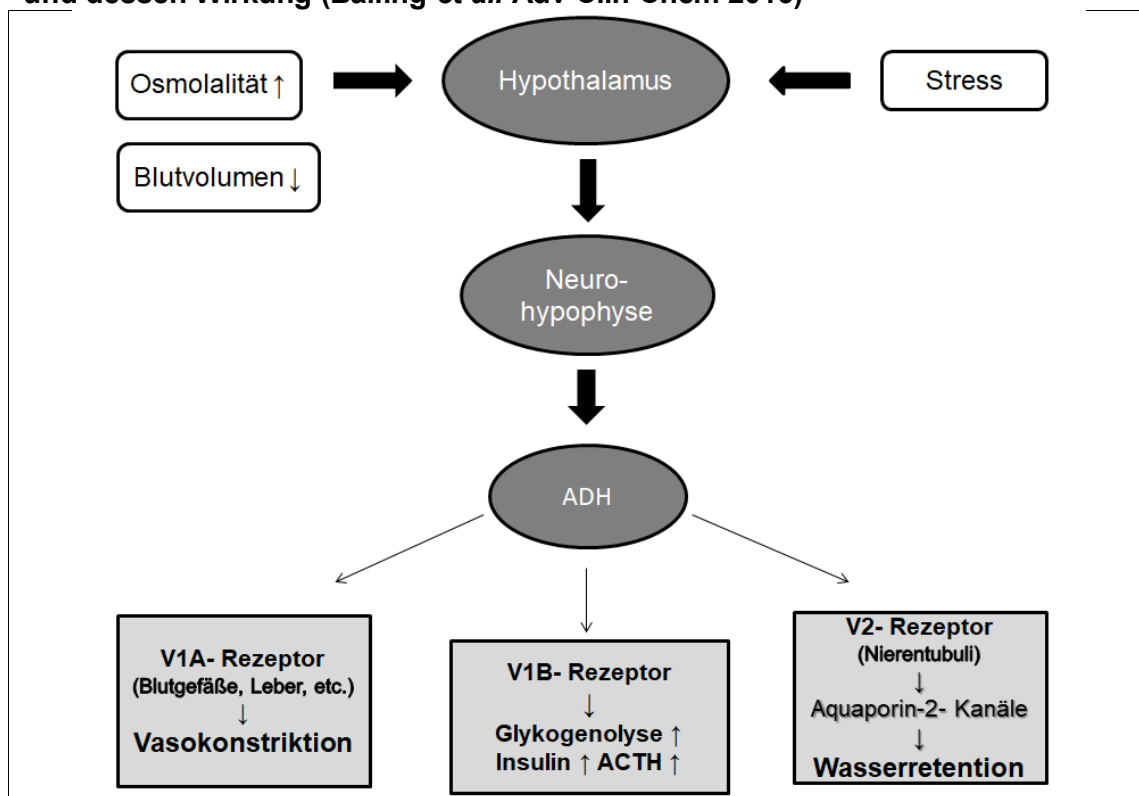 und dessen Wirkung (Balling et al. Adv Clin Chem 2016)
Osmolalität ↑
Hypothalamus
Stress
Blutvolumen ↓
Neuro-
hypophyse
ADH
V1A- Rezeptor
(Blutgefäße, Leber, etc.)
↓
Vasokonstriktion
V1B- Rezeptor
↓
Glykogenolyse ↑
Insulin ↑ ACTH ↑
V2- Rezeptor
(Nierentubuli)
↓
Aquaporin-2- Kanäle
↓
Wasserretention